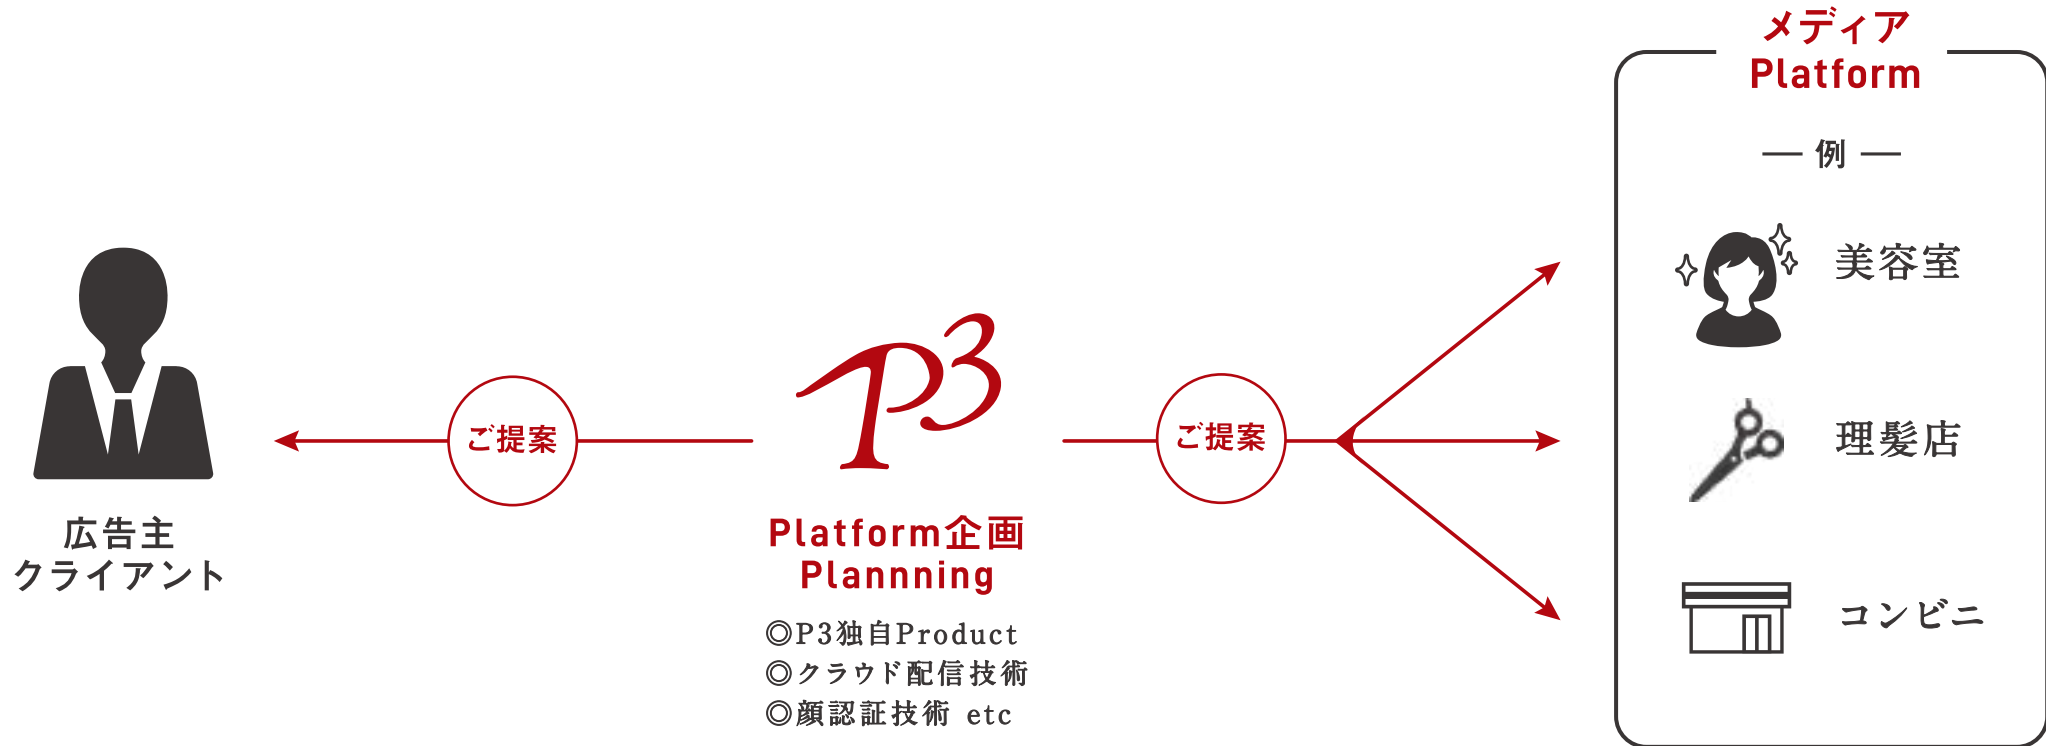 広告主
クライアント
ご提案
P3
Platform企画
Plannning
◎P3独自Product
◎クラウド配信技術
◎顔認証技術 etc
ご提案
メディア
Platform
― 例 ―
美容室
理髪店
コンビニ